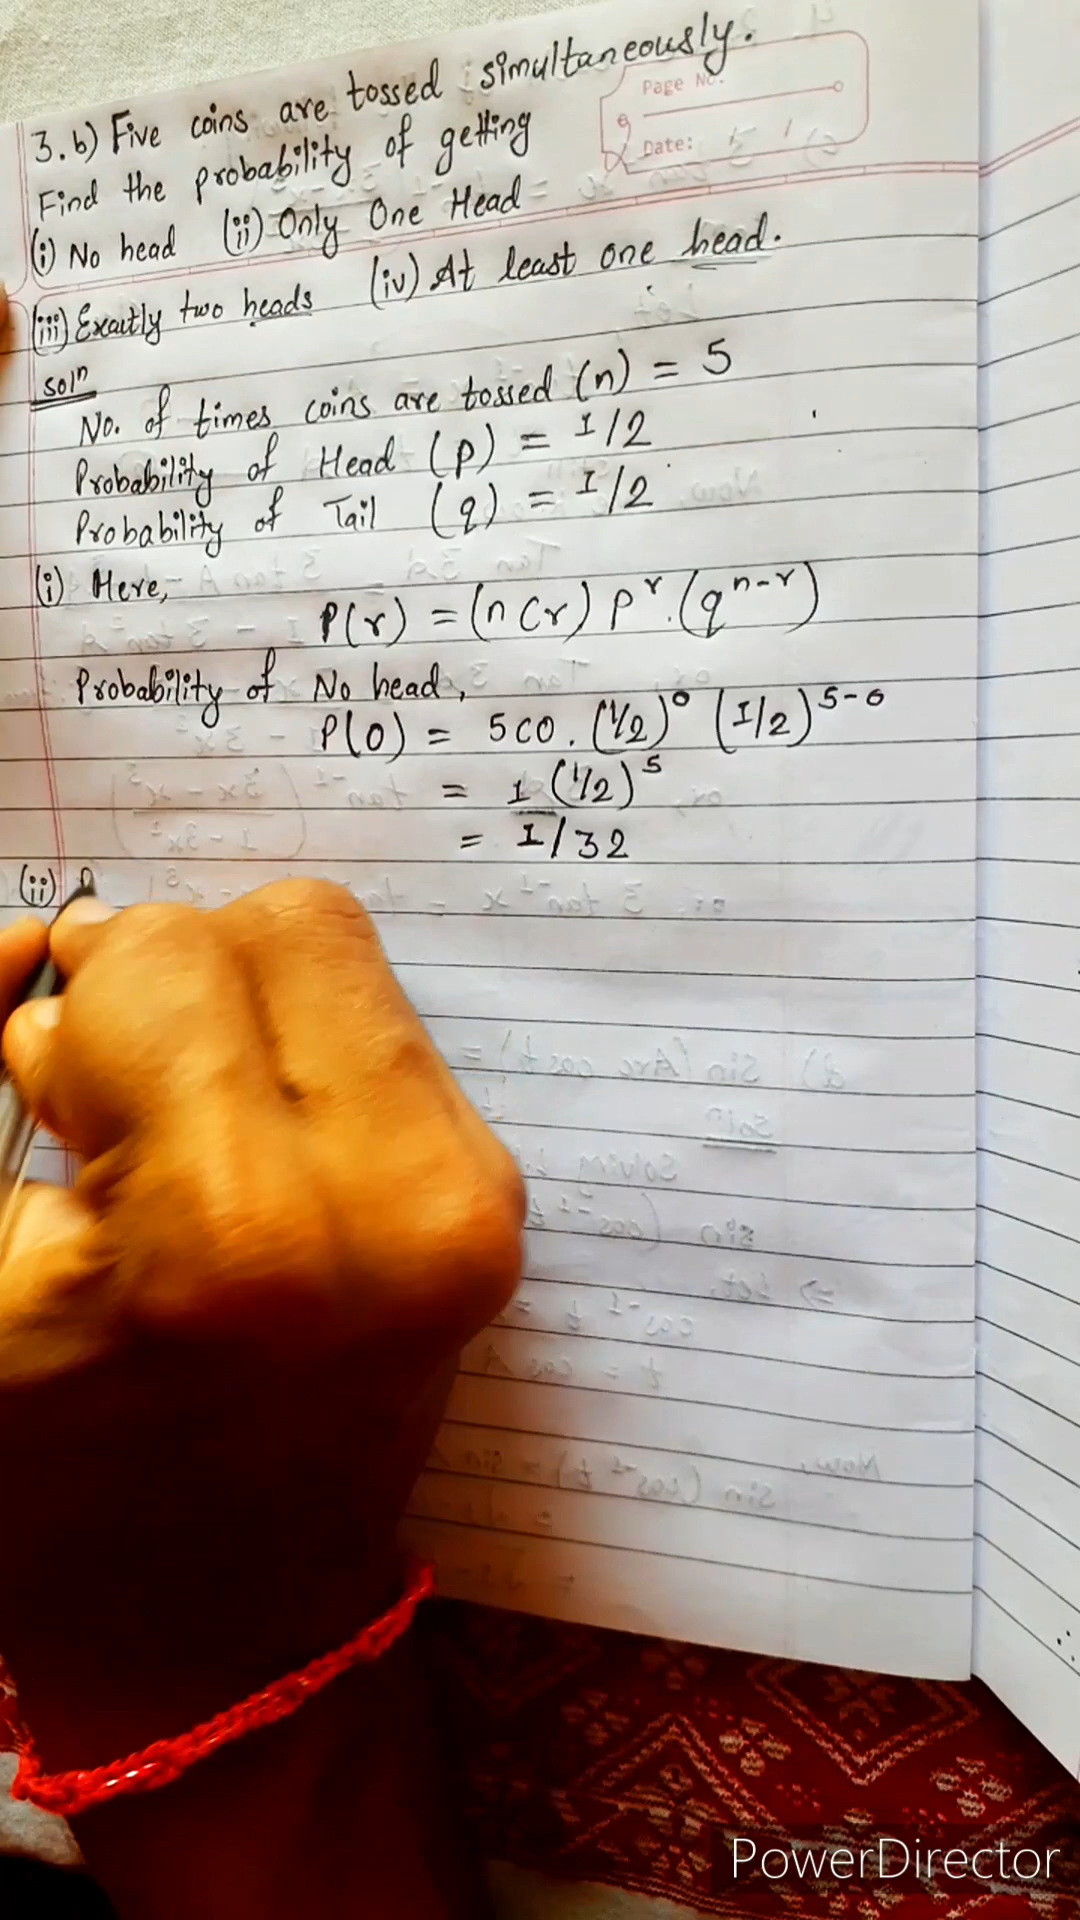 Page No.
Date:
3. b) Five coins are tossed simultaneously.
Find the probability of getting
(i) No head (ii) Only One Head
(iii) Exactly two heads (iv) At least one head.
Solⁿ
No. of times coins are tossed (n) = 5
Probability of Head (p) = 1/2
Probability of Tail (q) = 1/2
(i) Here,
P(r) = (n C r) p^r . (q^n-r)
Probability of No head,
P(0) = 5C0 . (1/2)^0 (1/2)^5-0
= 1 (1/2)^5
= 1/32
(ii)
PowerDirector